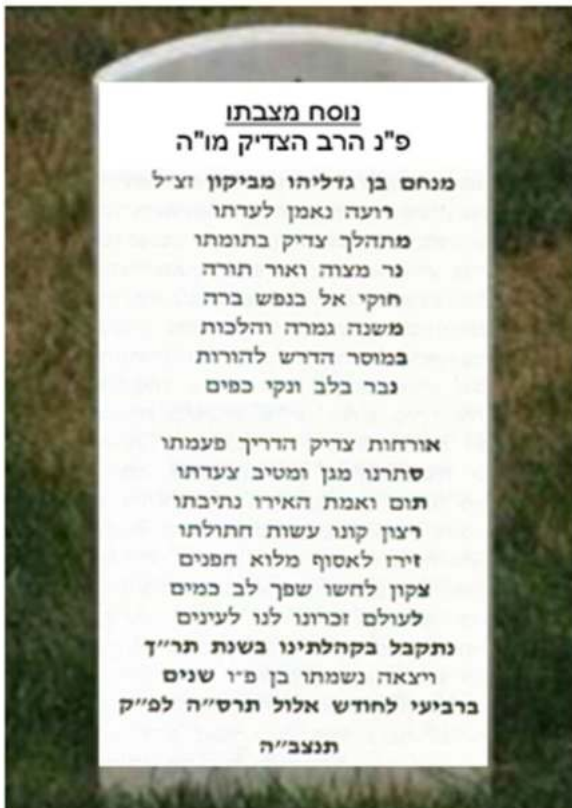 נוסח מצבתו
פ"נ הרב הצדיק מו"ה
מנחם בן גדליהו מביקון זצ״ל
רועה נאמן לעדתו
מתהלך צדיק בתומתו
נר מצוה ואור תורה
חוקי אל בנפש ברה
משנה גמרה והלכות
במוסר הדרש להורות
גבר בלב ונקי כפים
אורחות צדיק הדריך פעמתו
סתרנו מגן ומטיב צעדתו
תום ואמת האירו נתיבתו
רצון קונו עשות חתולתו
זירז לאסוף מלוא חפנים
צקון לחשו שפך לב כמים
לעולם זכרונו לנו לעינים
נתקבל בקהלתינו בשנת תר״ך
ויצאה נשמתו בן פ״ו שנים
ברביעי לחודש אלול תרס״ה לפ״ק
תנצב״ה